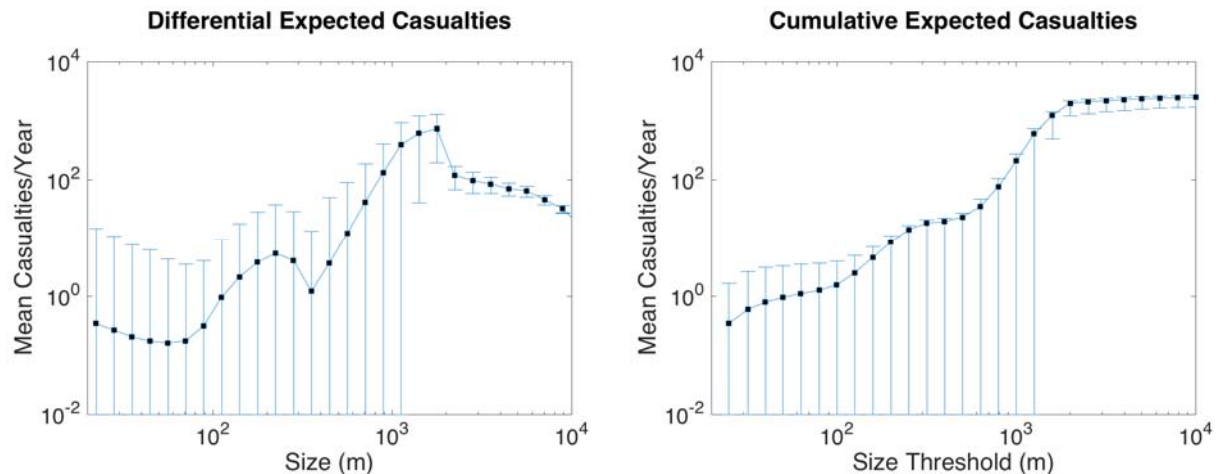 Differential Expected Casualties
Mean Casualties/Year
10^4
10^2
10^0
10^-2
10^2
10^3
10^4
Size (m)
Cumulative Expected Casualties
Mean Casualties/Year
10^4
10^2
10^0
10^-2
10^2
10^3
10^4
Size Threshold (m)